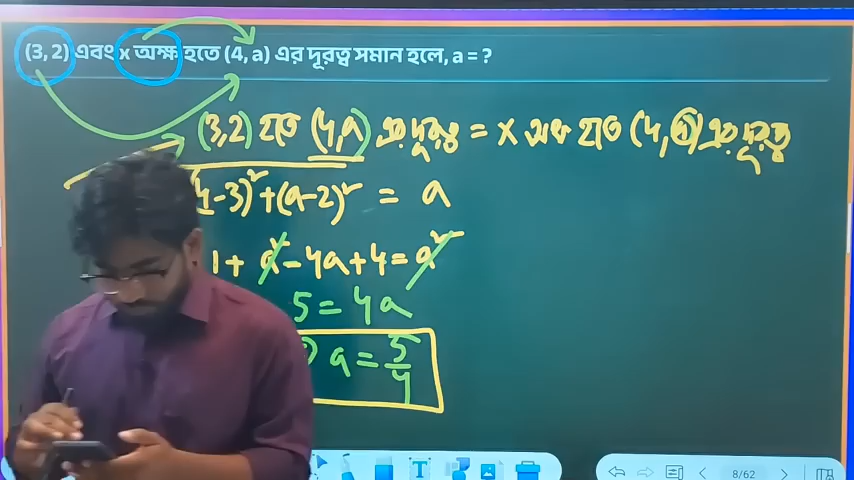 (3, 2) এবং x অক্ষ হতে (4, a) এর দূরত্ব সমান হলে, a = ?
(3,2) হতে (4,a) এর দূরত্ব = x অক্ষ হতে (4, a) এর দূরত্ব
-3)² + (a-2)² = a
1 + a² - 4a + 4 = a²
5 = 4a
a = 5/4
8/62